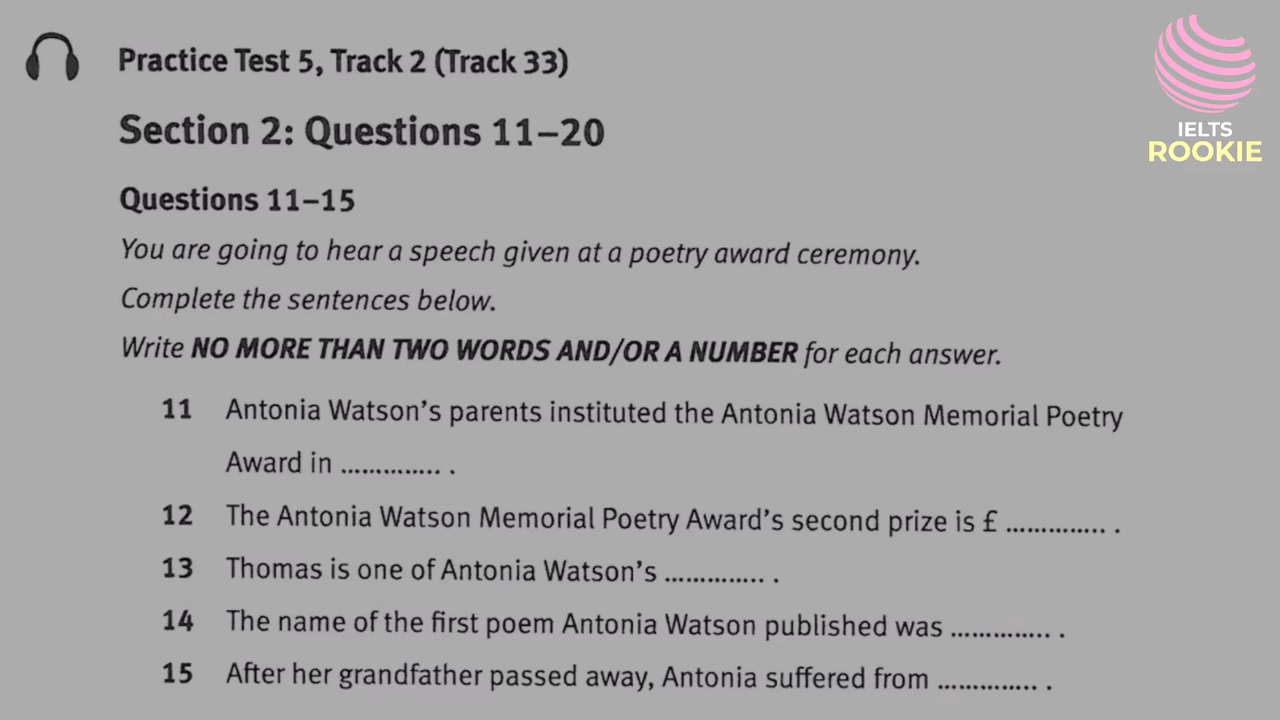 Practice Test 5, Track 2 (Track 33)
IELTS
ROOKIE
Section 2: Questions 11–20
Questions 11–15
You are going to hear a speech given at a poetry award ceremony.
Complete the sentences below.
Write NO MORE THAN TWO WORDS AND/OR A NUMBER for each answer.
11 Antonia Watson's parents instituted the Antonia Watson Memorial Poetry
Award in .............. .
12 The Antonia Watson Memorial Poetry Award's second prize is £ .............. .
13 Thomas is one of Antonia Watson's .............. .
14 The name of the first poem Antonia Watson published was .............. .
15 After her grandfather passed away, Antonia suffered from .............. .